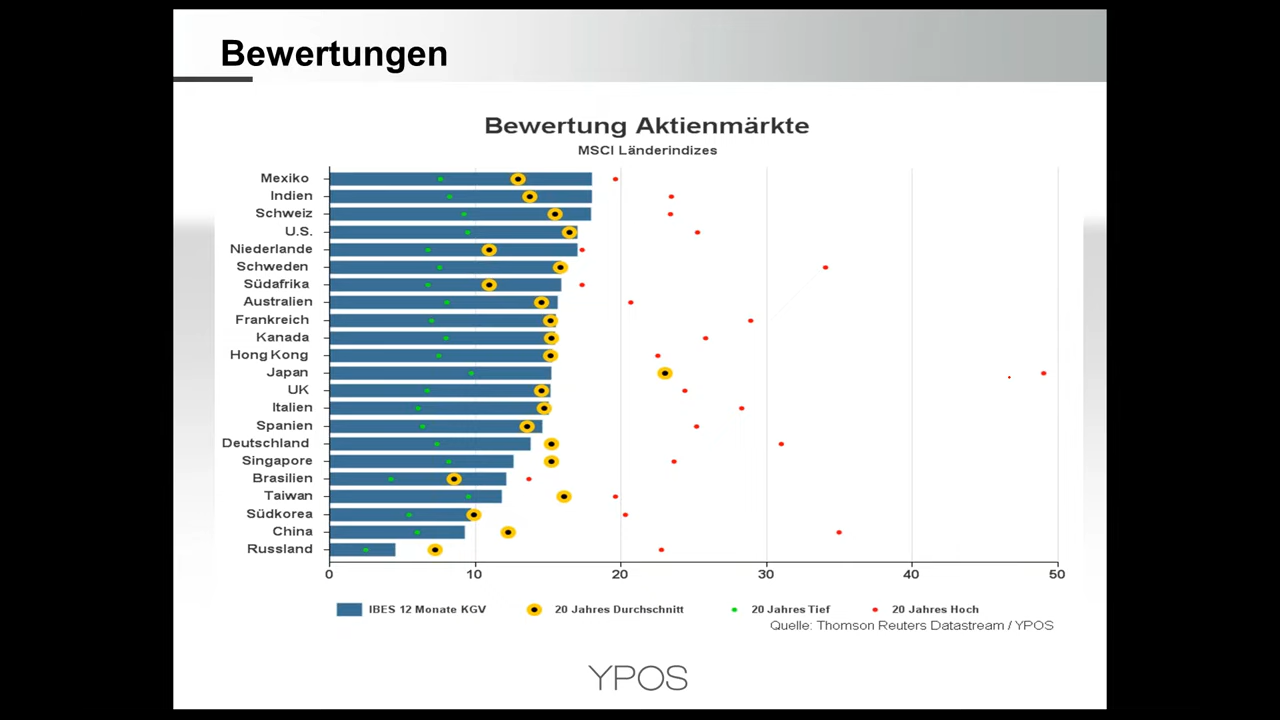 Bewertungen
Bewertung Aktienmärkte
MSCI Länderindizes
Mexiko
Indien
Schweiz
U.S.
Niederlande
Schweden
Südafrika
Australien
Frankreich
Kanada
Hong Kong
Japan
UK
Italien
Spanien
Deutschland
Singapore
Brasilien
Taiwan
Südkorea
China
Russland
0 10 20 30 40 50
IBES 12 Monate KGV 20 Jahres Durchschnitt 20 Jahres Tief 20 Jahres Hoch
Quelle: Thomson Reuters Datastream / YPOS
YPOS